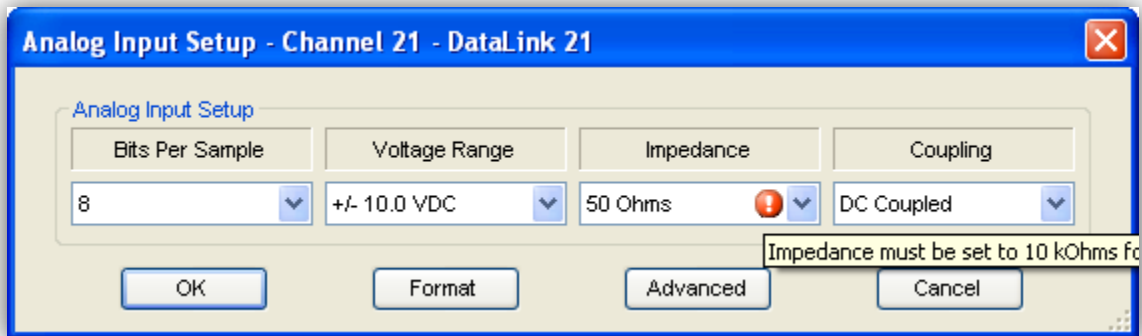 Analog Input Setup - Channel 21 - DataLink 21
Analog Input Setup
Bits Per Sample Voltage Range Impedance Coupling
8 +/- 10.0 VDC 50 Ohms DC Coupled
Impedance must be set to 10 kOhms fo
OK Format Advanced Cancel